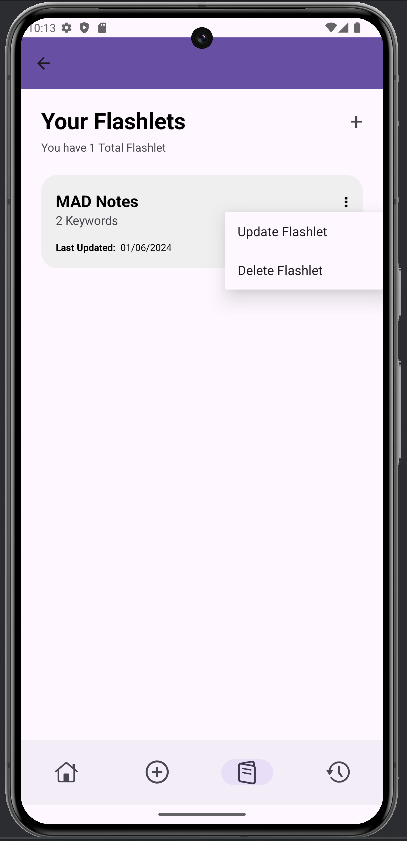 10:13
Your Flashlets
You have 1 Total Flashlet
MAD Notes
2 Keywords
Last Updated: 01/06/2024
Update Flashlet
Delete Flashlet